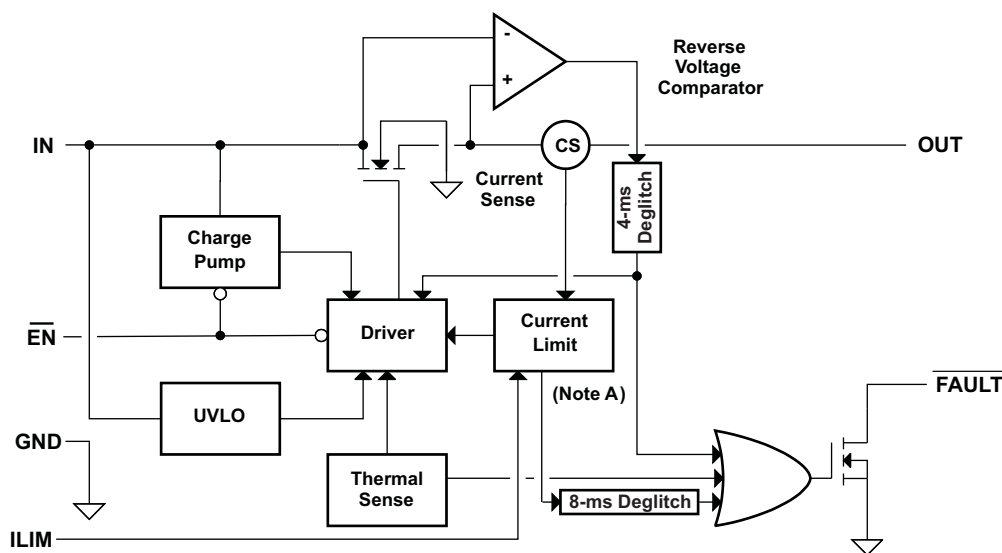 -
+
Reverse
Voltage
Comparator
IN
CS
OUT
Current
Sense
4-ms
Deglitch
Charge
Pump
EN
Driver
Current
Limit
(Note A)
FAULT
UVLO
GND
Thermal
Sense
8-ms Deglitch
ILIM